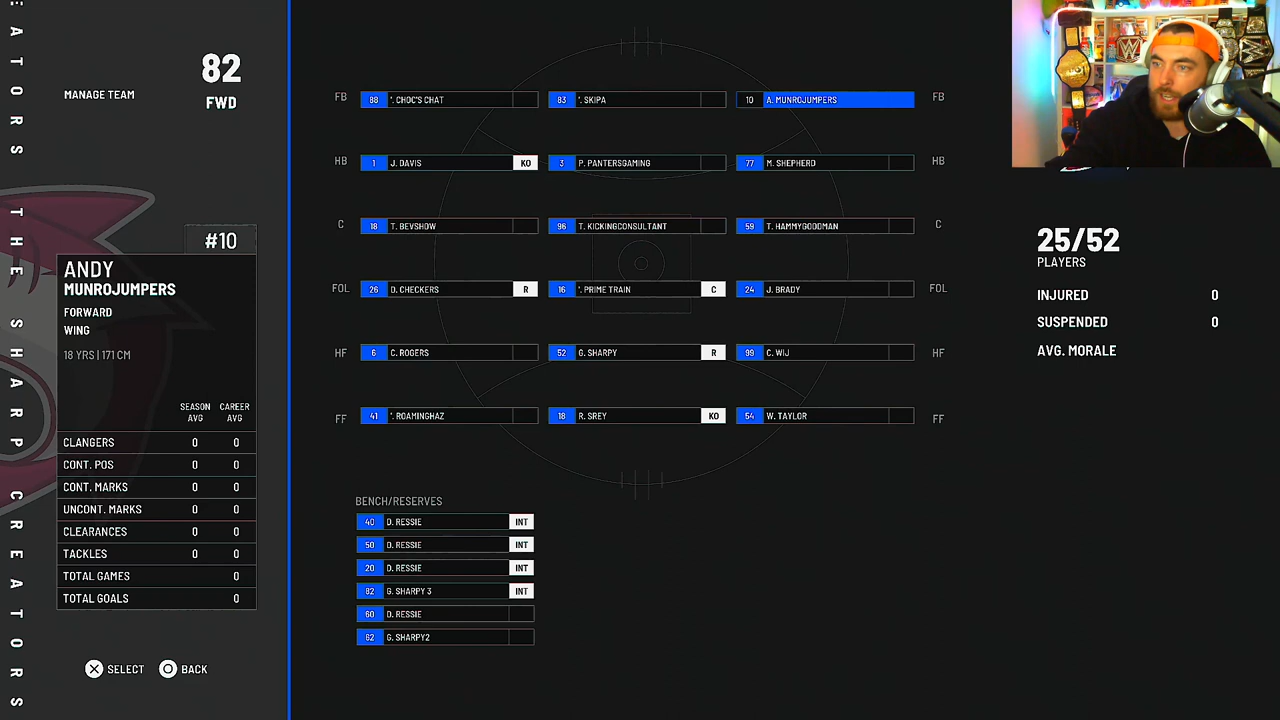 EATORS THE SHARP CREATORS
MANAGE TEAM
82
FWD
#10
ANDY
MUNROJUMPERS
FORWARD
WING
18 YRS | 171 CM
SEASON AVG CAREER AVG
CLANGERS 0 0
CONT. POS 0 0
CONT. MARKS 0 0
UNCONT. MARKS 0 0
CLEARANCES 0 0
TACKLES 0 0
TOTAL GAMES 0
TOTAL GOALS 0
SELECT BACK
FB 88 '. CHOC'S CHAT 83 '. SKIPA 10 A. MUNROJUMPERS FB
HB 1 J. DAVIS KO 3 P. PANTERSGAMING 77 M. SHEPHERD HB
C 18 T. BEVSHOW 96 T. KICKINGCONSULTANT 59 T. HAMMYGOODMAN C
FOL 26 D. CHECKERS R 16 '. PRIME TRAIN C 24 J. BRADY FOL
HF 6 C. ROGERS 52 G. SHARPY R 99 C. WIJ HF
FF 41 '. ROAMINGHAZ 18 R. SREY KO 54 W. TAYLOR FF
BENCH/RESERVES
40 D. RESSIE INT
50 D. RESSIE INT
20 D. RESSIE INT
82 G. SHARPY 3 INT
60 D. RESSIE
62 G. SHARPY2
25/52
PLAYERS
INJURED 0
SUSPENDED 0
AVG. MORALE